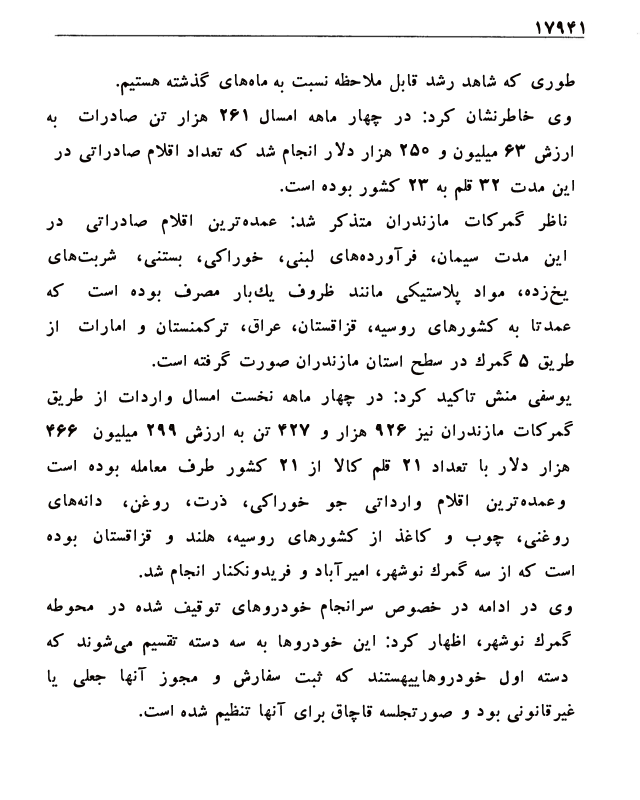 ۱۷۹۴۱
طوری که شاهد رشد قابل ملاحظه نسبت به ماه‌های گذشته هستیم.
وی خاطرنشان کرد: در چهار ماهه امسال ۲۶۱ هزار تن صادرات به
ارزش ۶۳ میلیون و ۲۵۰ هزار دلار انجام شد که تعداد اقلام صادراتی در
این مدت ۳۲ قلم به ۲۳ کشور بوده است.
ناظر گمرکات مازندران متذکر شد: عمده‌ترین اقلام صادراتی در
این مدت سیمان، فرآورده‌های لبنی، خوراکی، بستنی، شربت‌های
یخ‌زده، مواد پلاستیکی مانند ظروف یك‌بار مصرف بوده است که
عمدتا به کشورهای روسیه، قزاقستان، عراق، ترکمنستان و امارات از
طریق ۵ گمرك در سطح استان مازندران صورت گرفته است.
یوسفی منش تاکید کرد: در چهار ماهه نخست امسال واردات از طریق
گمرکات مازندران نیز ۹۲۶ هزار و ۴۲۷ تن به ارزش ۲۹۹ میلیون ۴۶۶
هزار دلار با تعداد ۲۱ قلم کالا از ۲۱ کشور طرف معامله بوده است
وعمده‌ترین اقلام وارداتی جو خوراکی، ذرت، روغن، دانه‌های
روغنی، چوب و کاغذ از کشورهای روسیه، هلند و قزاقستان بوده
است که از سه گمرك نوشهر، امیرآباد و فریدونکنار انجام شد.
وی در ادامه در خصوص سرانجام خودروهای توقیف شده در محوطه
گمرك نوشهر، اظهار کرد: این خودروها به سه دسته تقسیم می‌شوند که
دسته اول خودروهاییهستند که ثبت سفارش و مجوز آنها جعلی یا
غیرقانونی بود و صورتجلسه قاچاق برای آنها تنظیم شده است.